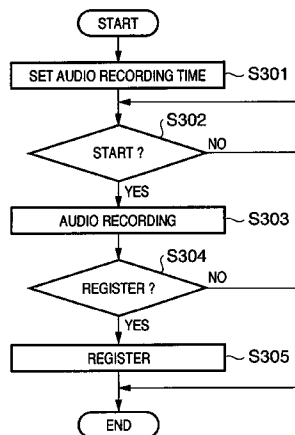 START
SET AUDIO RECORDING TIME
S301
S302
START ?
NO
YES
AUDIO RECORDING
S303
S304
REGISTER ?
NO
YES
REGISTER
S305
END